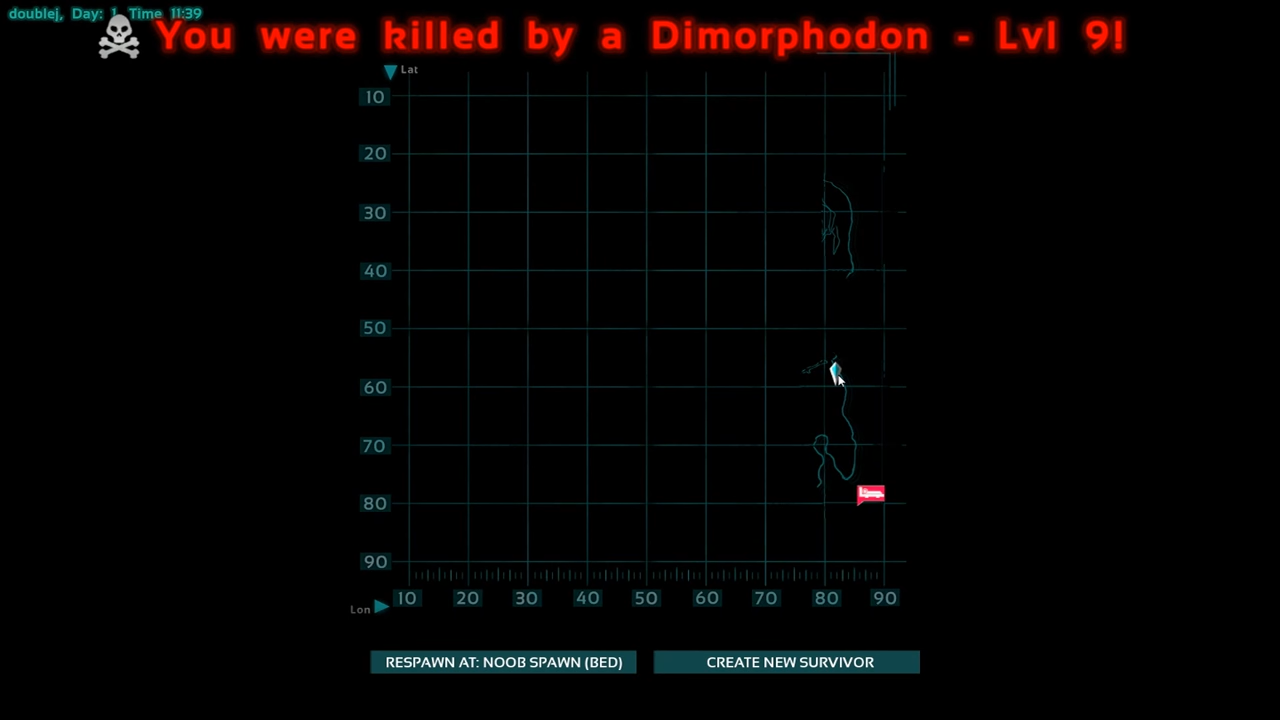 doublej, Day: 1, Time 11:39
You were killed by a Dimorphodon - Lvl 9!
Lat
10
20
30
40
50
60
70
80
90
Lon
10 20 30 40 50 60 70 80 90
RESPAWN AT: NOOB SPAWN (BED)
CREATE NEW SURVIVOR